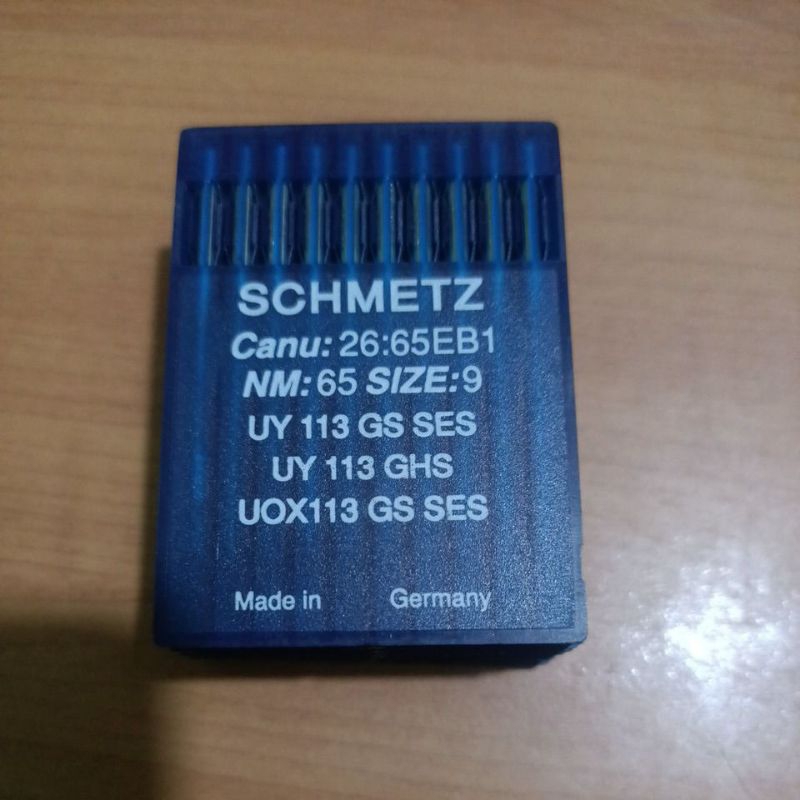 SCHMETZ
Canu: 26:65EB1
NM: 65 SIZE: 9
UY 113 GS SES
UY 113 GHS
UOX113 GS SES
Made in Germany